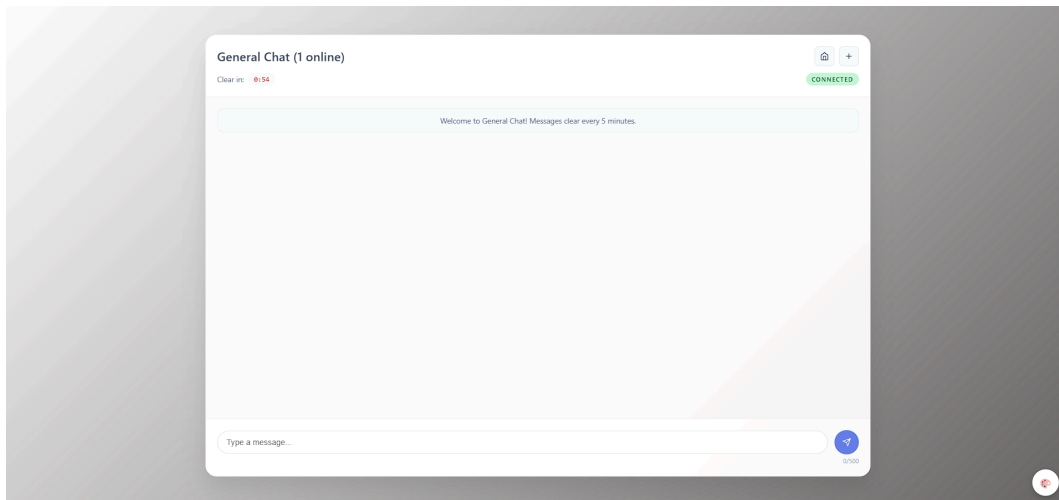 General Chat (1 online)
Clear in: 0:54
CONNECTED
Welcome to General Chat! Messages clear every 5 minutes.
Type a message...
0/500